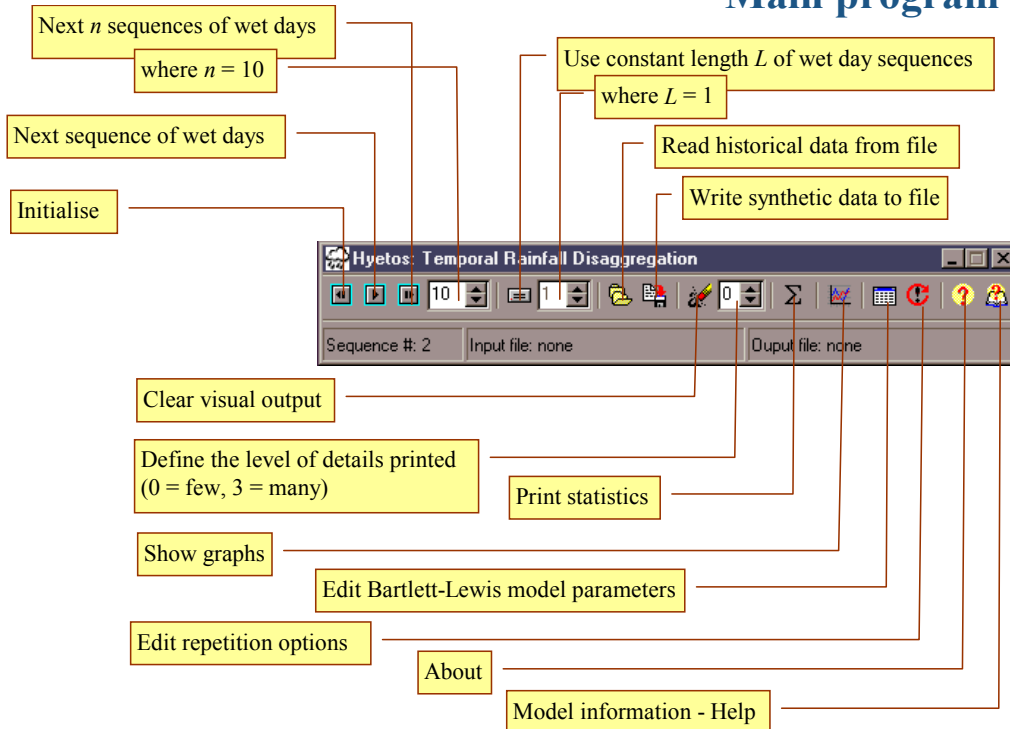 Main program
Next n sequences of wet days
where n = 10
Use constant length L of wet day sequences
where L = 1
Next sequence of wet days
Read historical data from file
Initialise
Write synthetic data to file
Hyetos: Temporal Rainfall Disaggregation
10 1 0 Σ ? ?
Sequence #: 2 Input file: none Ouput file: none
Clear visual output
Define the level of details printed
(0 = few, 3 = many)
Print statistics
Show graphs
Edit Bartlett-Lewis model parameters
Edit repetition options
About
Model information - Help